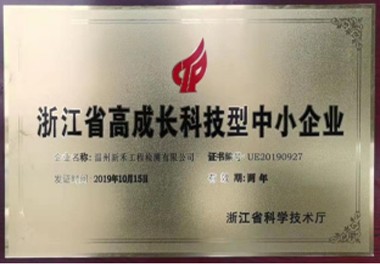 浙江省高成长科技型中小企业
企业名称: 温州新禾工程检测有限公司 证书编号: UE20190927
发证时间: 2019年10月15日 有效期: 两年
浙江省科学技术厅